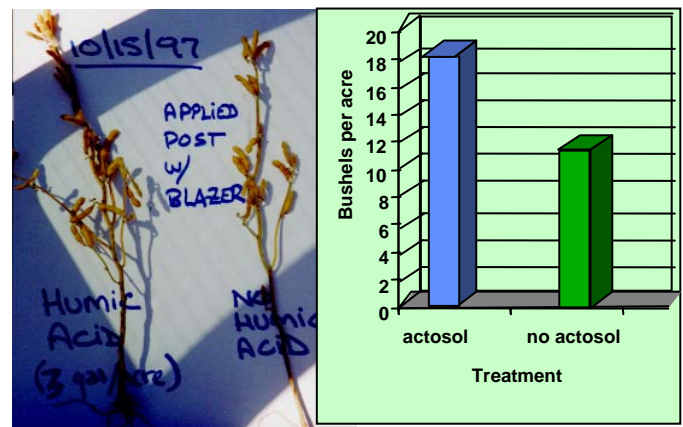 10/15/97
APPLIED
POST
W/
BLAZER
HUMIC
ACID
(3 gal/acre)
NO
HUMIC
ACID
Bushels per acre
20
18
16
14
12
10
8
6
4
2
0
actosol
no actosol
Treatment